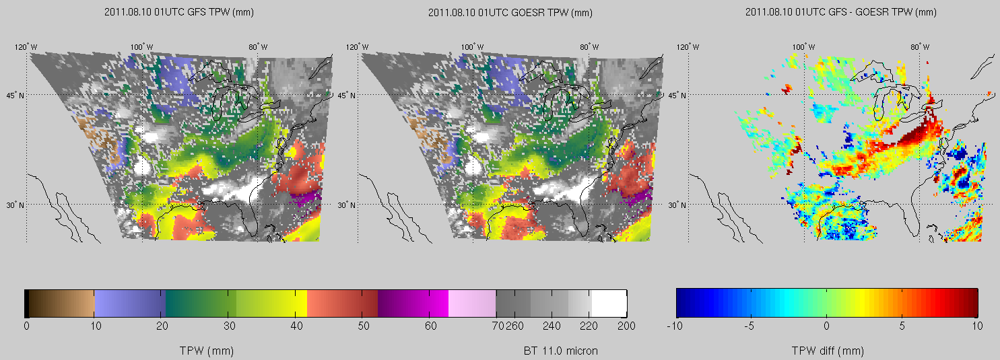 2011.08.10 01UTC GFS TPW (mm)
2011.08.10 01UTC GOESR TPW (mm)
2011.08.10 01UTC GFS - GOESR TPW (mm)
120°W 100°W 80°W
120°W 100°W 80°W
120°W 100°W 80°W
45°N 45°N 45°N
30°N 30°N 30°N
0 10 20 30 40 50 60 70 260 240 220 200
-10 -5 0 5 10
TPW (mm)
BT 11.0 micron
TPW diff (mm)